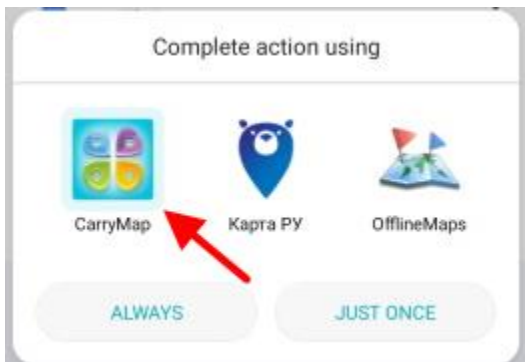 Complete action using
CarryMap
Карта РУ
OfflineMaps
ALWAYS
JUST ONCE